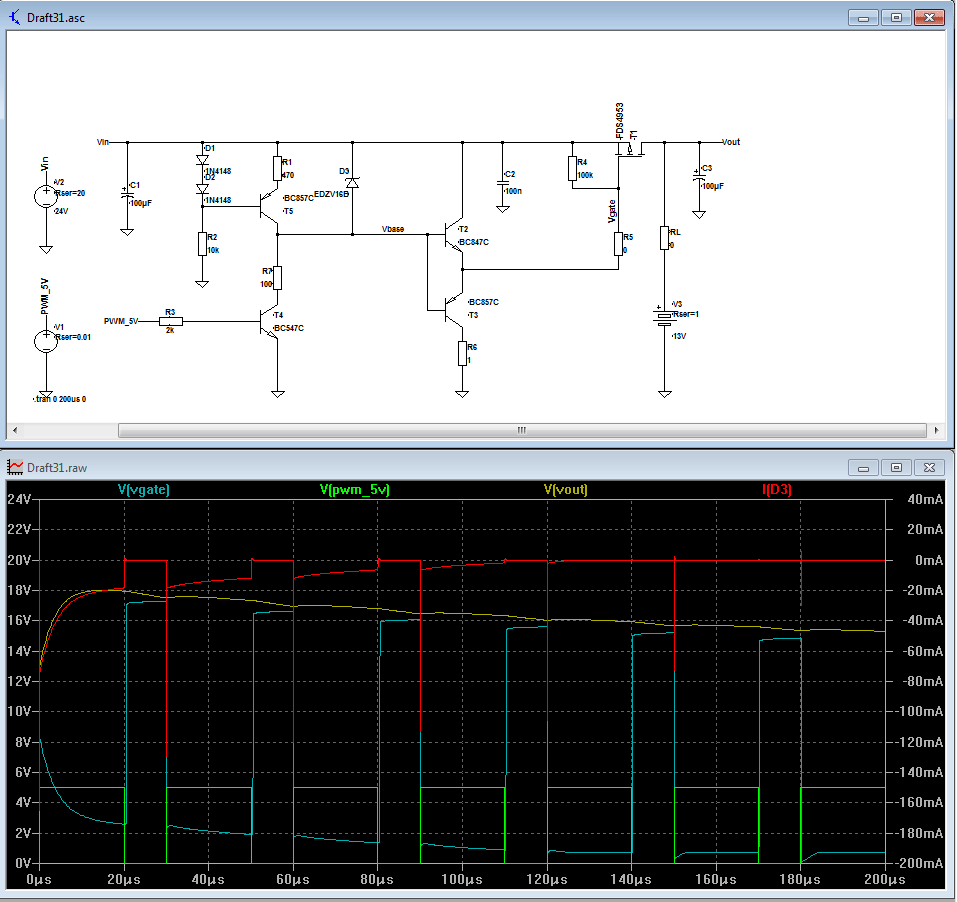 Draft31.asc
FDS4953
T1
Vin
Vout
D1
1N4148
D2
1N4148
R1
470
D3
EDZV16B
C1
100µF
BC857C
T5
C2
100n
R4
100k
C3
100µF
Vin
V2
Rser=20
24V
Vbase
T2
BC847C
Vgate
R2
10k
R5
0
RL
0
R7
100
PWM_5V
V1
Rser=0.01
PWM_5V
R3
2k
T4
BC547C
BC857C
T3
V3
Rser=1
13V
R6
1
.tran 0 200us 0
Draft31.raw
V(vgate) V(pwm_5v) V(vout) I(D3)
24V 40mA
22V 20mA
20V 0mA
18V -20mA
16V -40mA
14V -60mA
12V -80mA
10V -100mA
8V -120mA
6V -140mA
4V -160mA
2V -180mA
0V -200mA
0µs 20µs 40µs 60µs 80µs 100µs 120µs 140µs 160µs 180µs 200µs